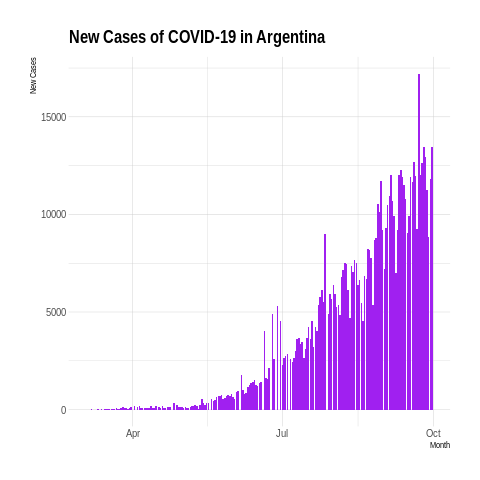 New Cases of COVID-19 in Argentina
New Cases
15000
10000
5000
0
Apr
Jul
Oct
Month